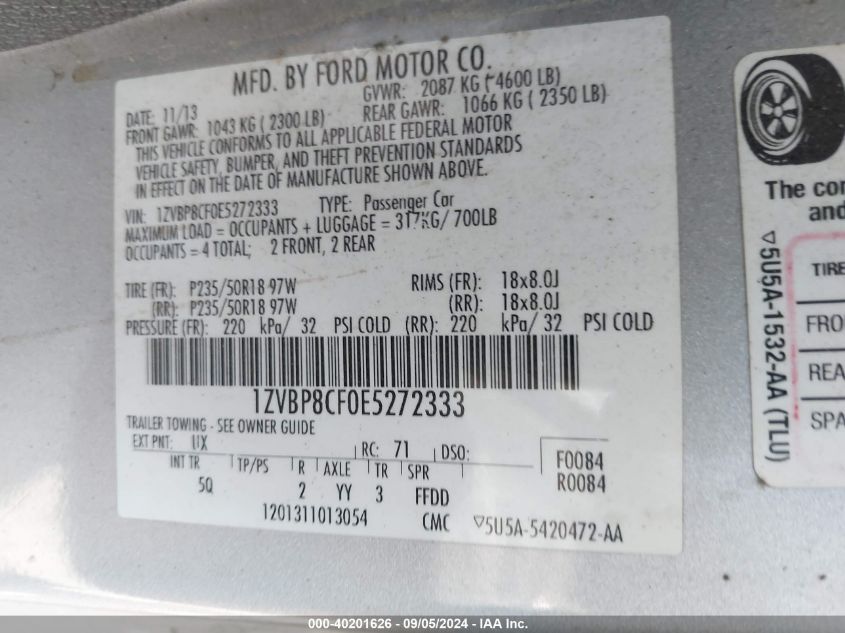 MFD. BY FORD MOTOR CO.
DATE: 11/13 GVWR: 2087 KG ( 4600 LB)
FRONT GAWR: 1043 KG ( 2300 LB) REAR GAWR: 1066 KG ( 2350 LB)
THIS VEHICLE CONFORMS TO ALL APPLICABLE FEDERAL MOTOR
VEHICLE SAFETY, BUMPER, AND THEFT PREVENTION STANDARDS
IN EFFECT ON THE DATE OF MANUFACTURE SHOWN ABOVE.
VIN: 1ZVBP8CF0E5272333 TYPE: Passenger Car
MAXIMUM LOAD = OCCUPANTS + LUGGAGE = 317KG/ 700LB
OCCUPANTS = 4 TOTAL; 2 FRONT, 2 REAR
TIRE (FR): P235/50R18 97W RIMS (FR): 18x8.0J
(RR): P235/50R18 97W (RR): 18x8.0J
PRESSURE (FR): 220 kPa/ 32 PSI COLD (RR): 220 kPa/ 32 PSI COLD
1ZVBP8CF0E5272333
TRAILER TOWING - SEE OWNER GUIDE
EXT PNT: UX RC: 71 DSO:
INT TR TP/PS R AXLE TR SPR F0084
5Q 2 YY 3 FFDD R0084
1201311013054 CMC ▽5U5A-5420472-AA
The
and
▽5U5A-1532-AA (TLU)
TIRE
000-40201626 - 09/05/2024 - IAAI Inc.